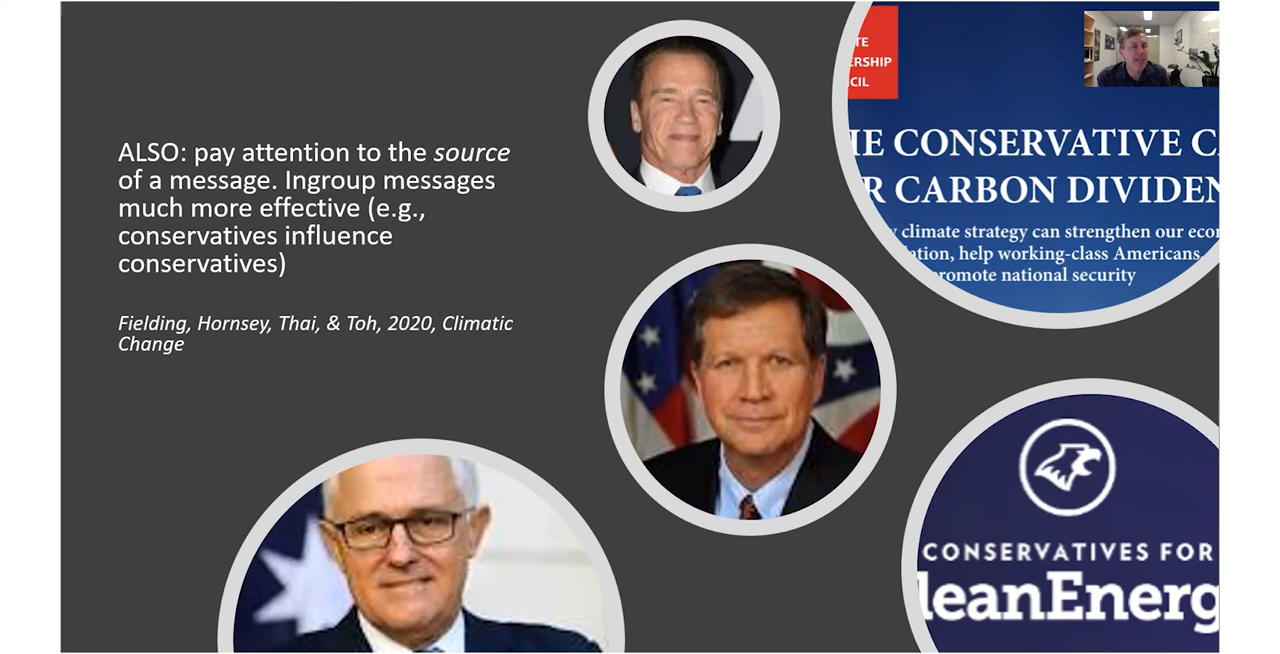 ALSO: pay attention to the source
of a message. Ingroup messages
much more effective (e.g.,
conservatives influence
conservatives)
Fielding, Hornsey, Thai, & Toh, 2020, Climatic
Change
TE
ERSHIP
CIL
E CONSERVATIVE C
R CARBON DIVIDEN
climate strategy can strengthen our eco
ation, help working-class Americans,
romote national security
CONSERVATIVES FOR
leanEnerg